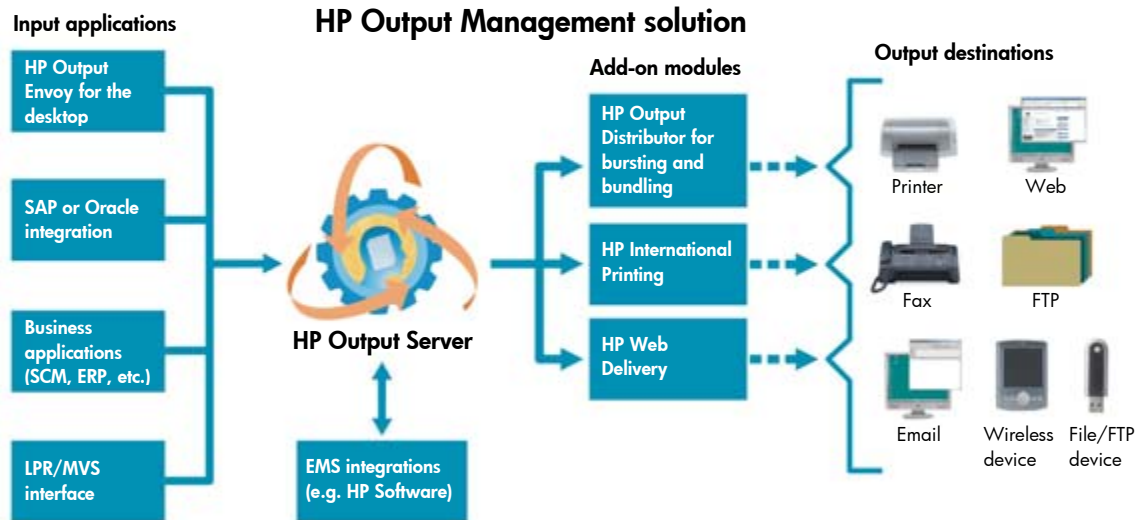 HP Output Management solution
Input applications
HP Output
Envoy for the
desktop
SAP or Oracle
integration
Business
applications
(SCM, ERP, etc.)
LPR/MVS
interface
HP Output Server
EMS integrations
(e.g. HP Software)
Add-on modules
HP Output
Distributor for
bursting and
bundling
HP International
Printing
HP Web
Delivery
Output destinations
Printer
Web
Fax
FTP
Email
Wireless
device
File/FTP
device